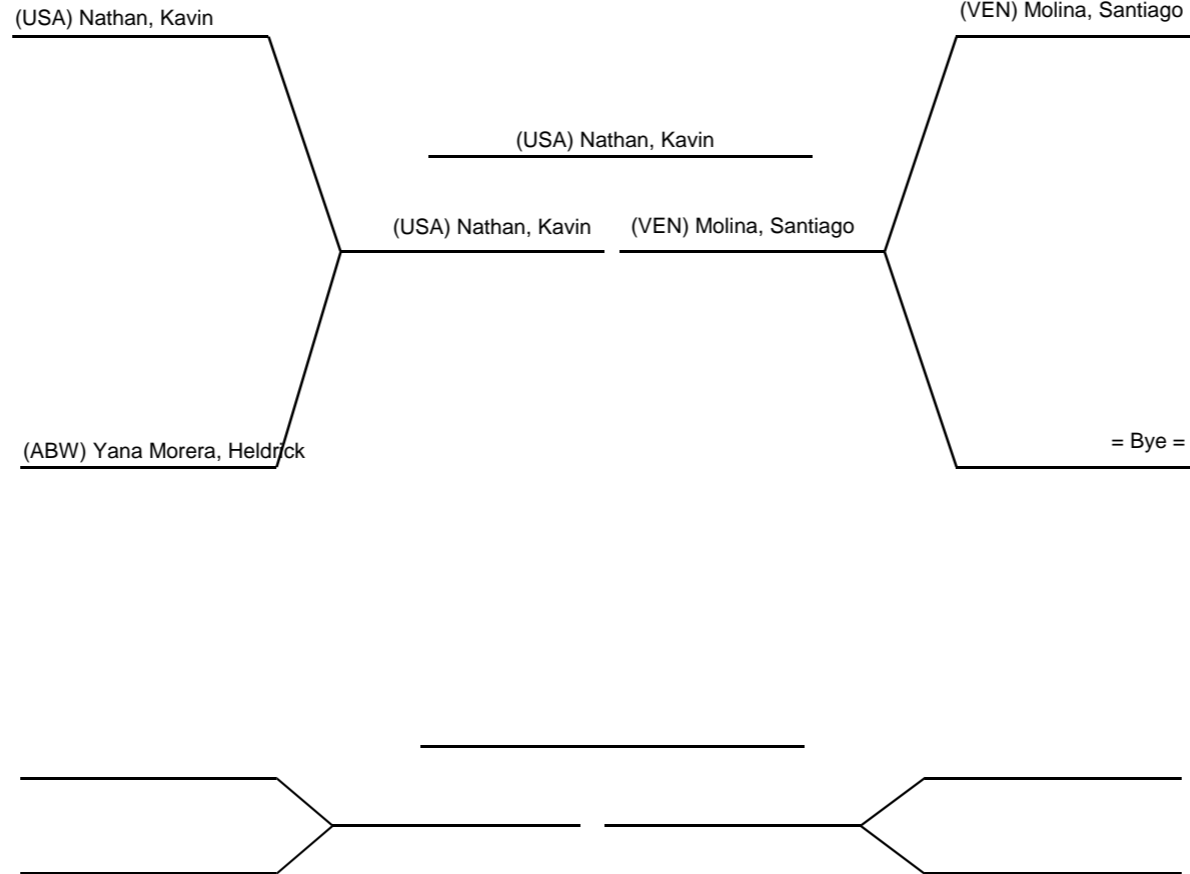 (USA) Nathan, Kavin
(VEN) Molina, Santiago
(USA) Nathan, Kavin
(USA) Nathan, Kavin
(VEN) Molina, Santiago
(ABW) Yana Morera, Heldrick
= Bye =